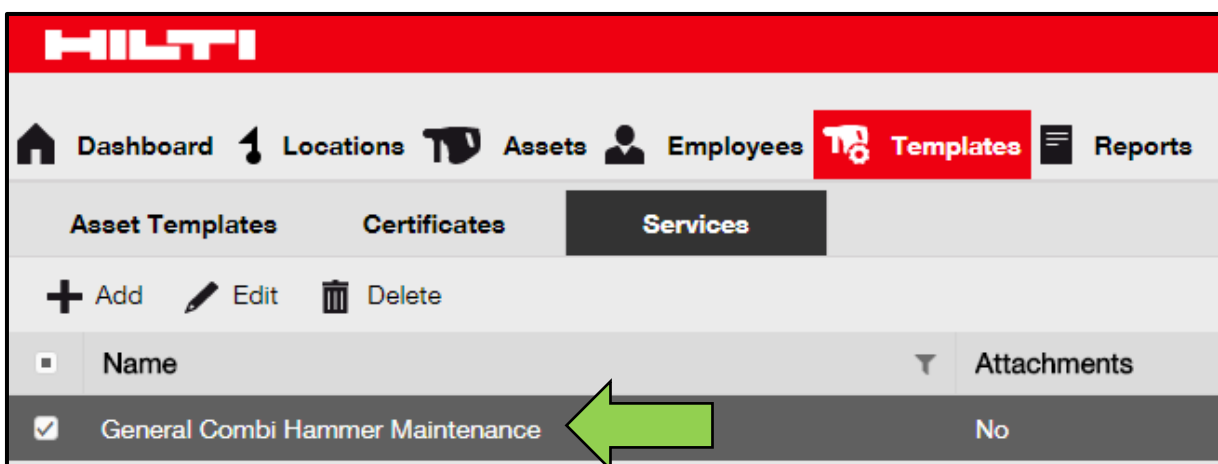 HILTI
Dashboard Locations Assets Employees Templates Reports
Asset Templates Certificates Services
Add Edit Delete
Name Attachments
General Combi Hammer Maintenance No